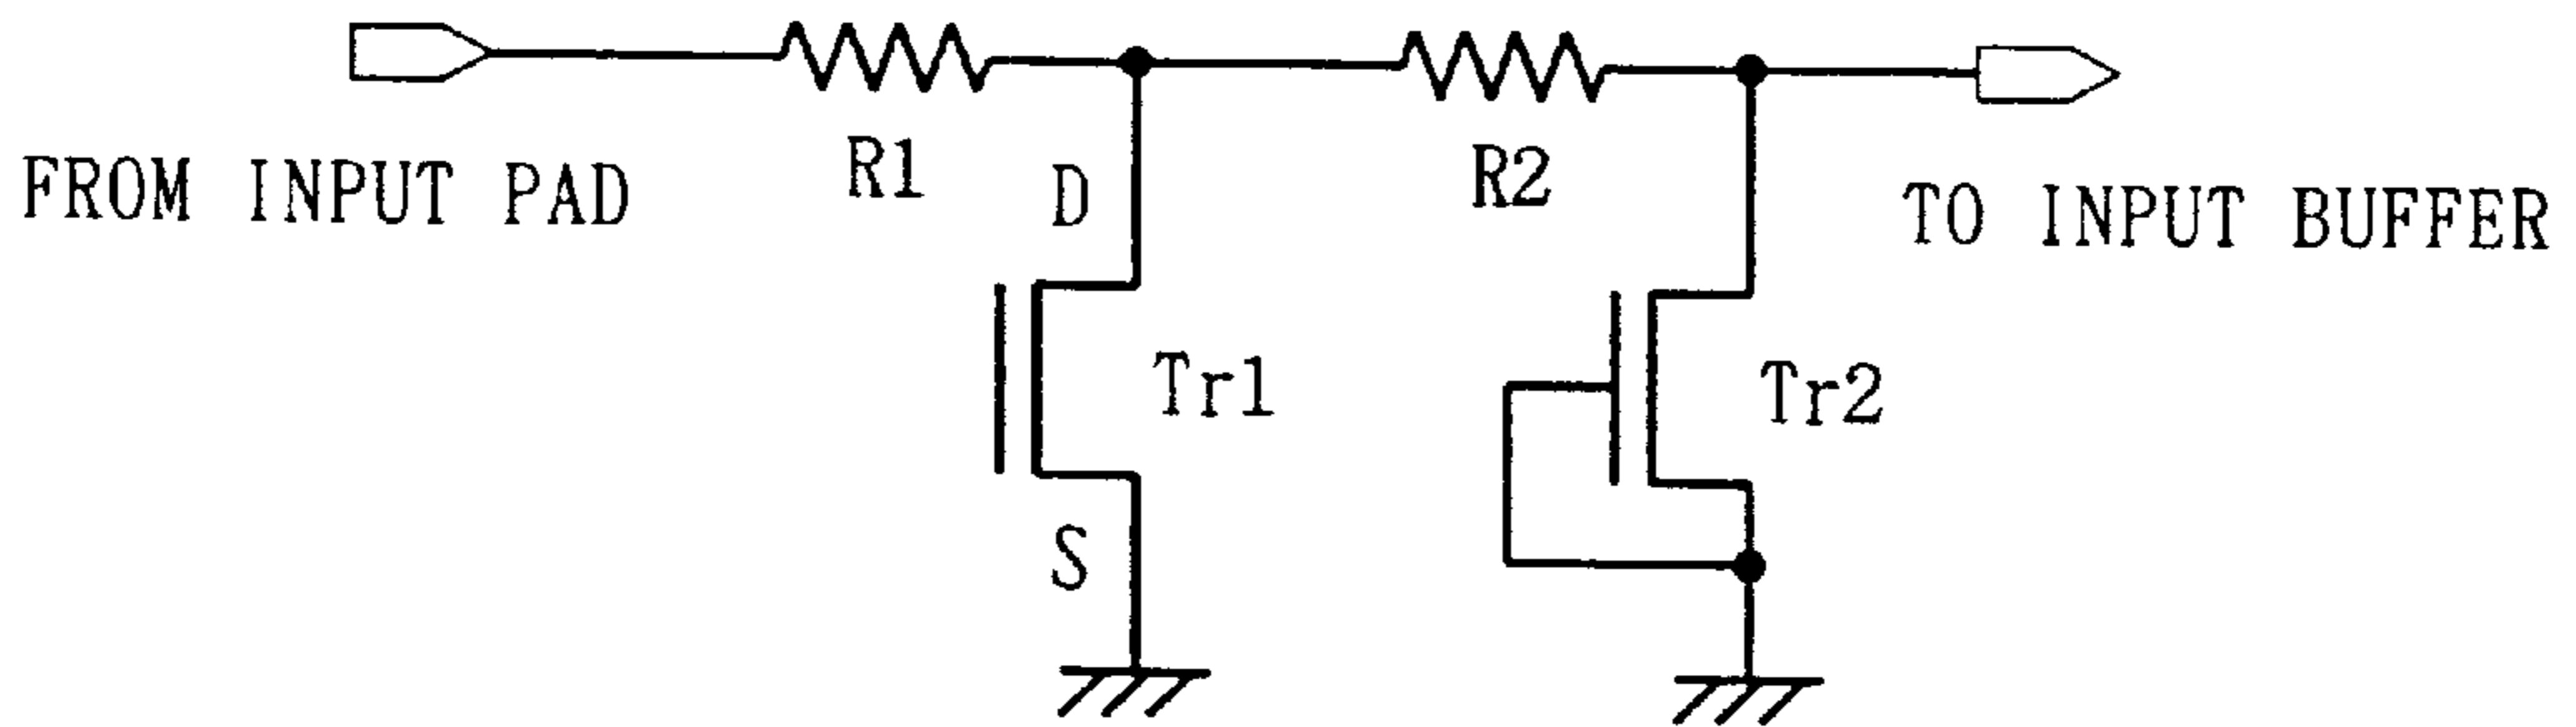 R1
R2
FROM INPUT PAD
D
TO INPUT BUFFER
Tr1
Tr2
S